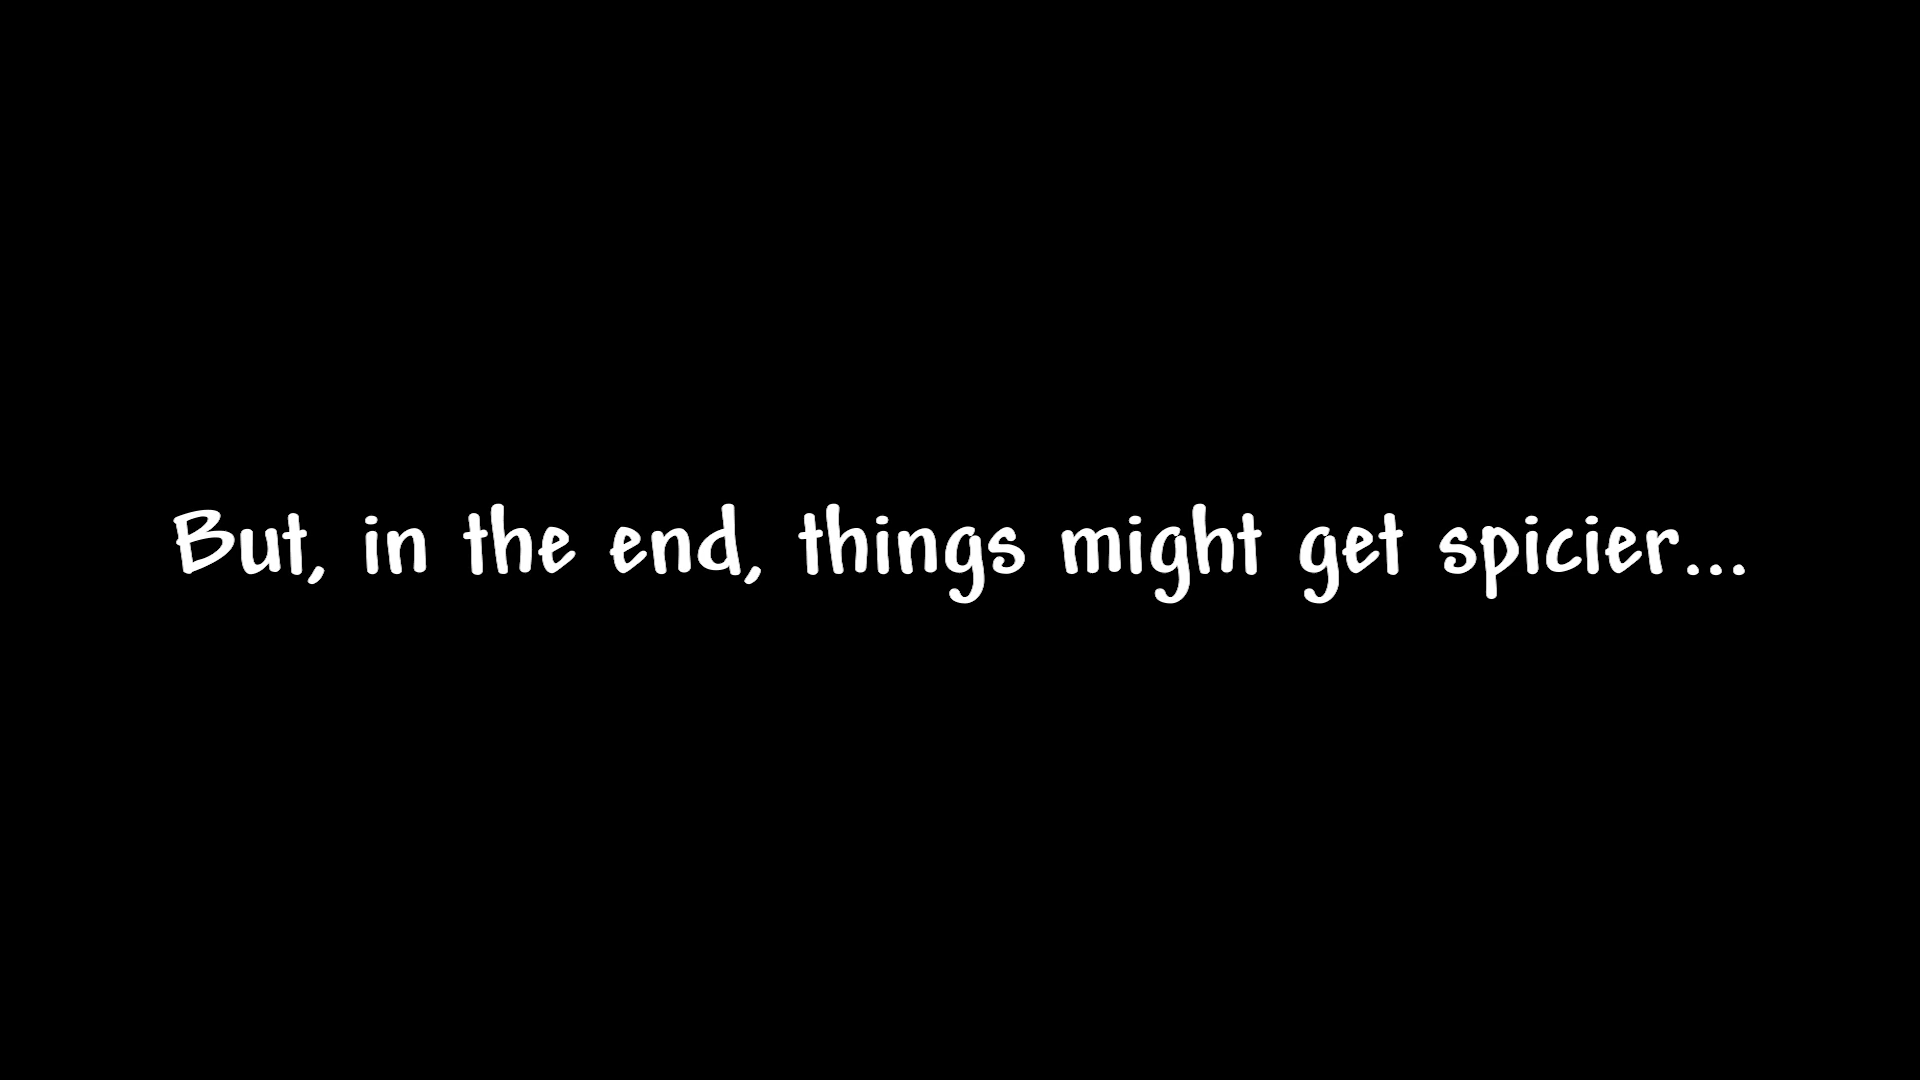 But, in the end, things might get spicier...